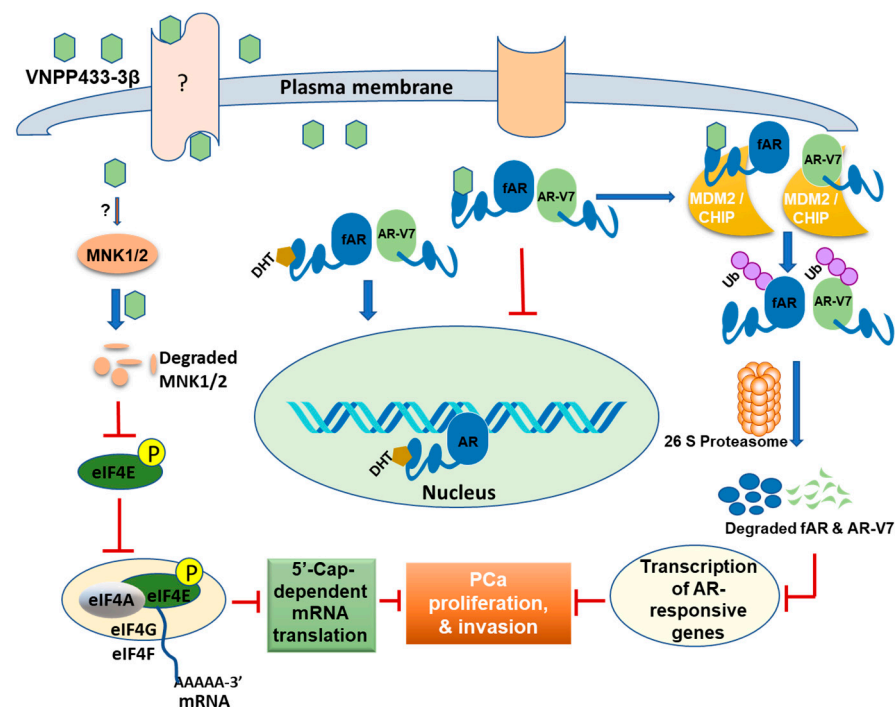 VNPP433-3β
?
Plasma membrane
?
MNK1/2
Degraded
MNK1/2
P
eIF4E
P
eIF4A
eIF4E
eIF4G
eIF4F
AAAAA-3’
mRNA
DHT
fAR
AR-V7
fAR
AR-V7
DHT
AR
Nucleus
fAR
AR-V7
MDM2 /
CHIP
MDM2 /
CHIP
Ub
Ub
fAR
AR-V7
26 S Proteasome
Degraded fAR & AR-V7
5’-Cap-
dependent
mRNA
translation
PCa
proliferation,
& invasion
Transcription
of AR-
responsive
genes